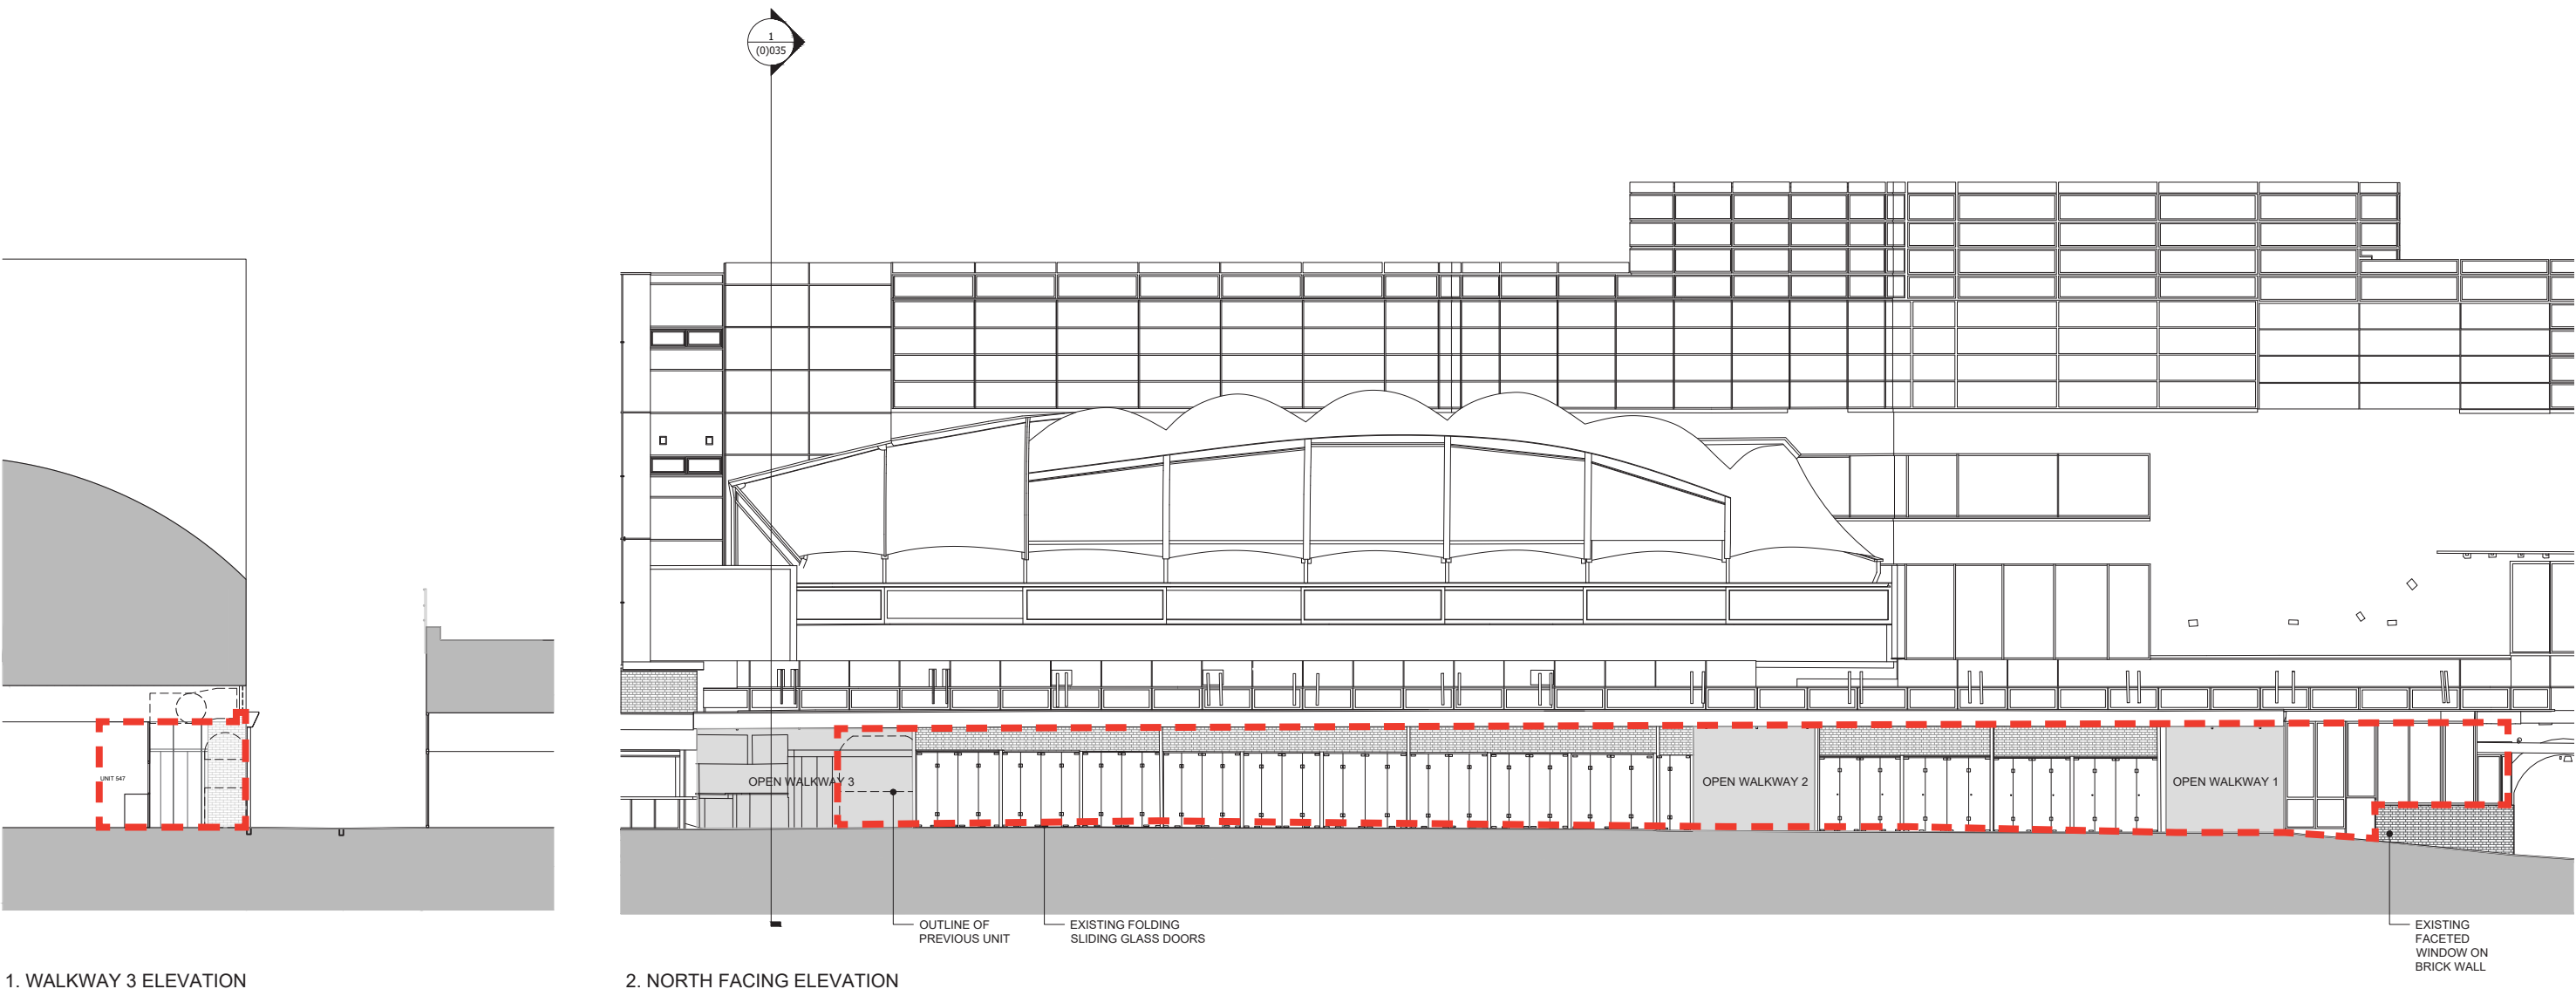 1
(0)035
UNIT 547
OPEN WALKWAY 3
OPEN WALKWAY 2
OPEN WALKWAY 1
OUTLINE OF
PREVIOUS UNIT
EXISTING FOLDING
SLIDING GLASS DOORS
EXISTING
FACETED
WINDOW ON
BRICK WALL
1. WALKWAY 3 ELEVATION
2. NORTH FACING ELEVATION